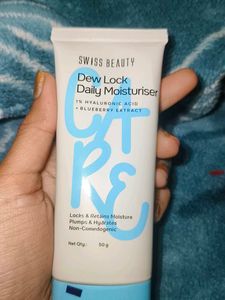 SWISS BEAUTY
Dew Lock
Daily Moisturiser
1% HYALURONIC ACID
+ BLUEBERRY EXTRACT
CARE
Locks & Retains Moisture
Plumps & Hydrates
Non-Comedogenic
Net Qty.: 50 g